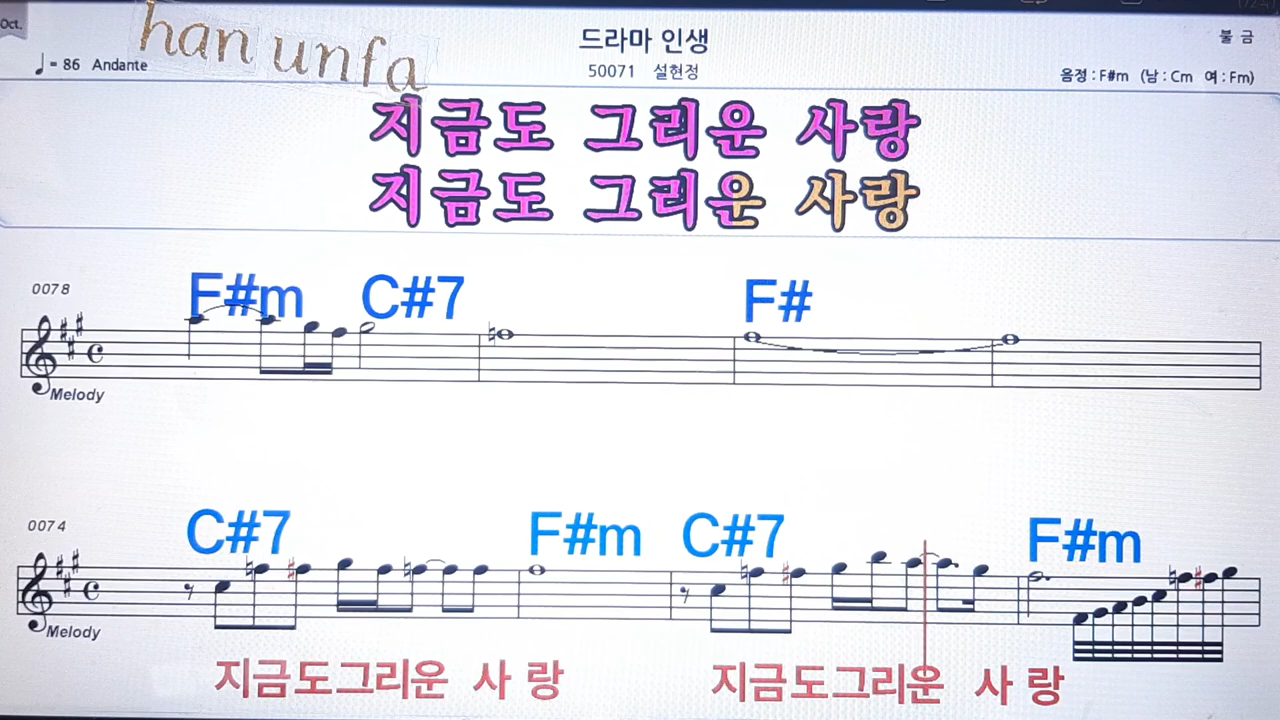 Oct.
han unfa
드라마 인생
불 금
♩= 86 Andante
50071 설현정
음정 : F#m (남 : Cm 여 : Fm)
지금도 그리운 사랑
지금도 그리운 사랑
0078
F#m C#7 F#
Melody
0074
C#7 F#m C#7 F#m
Melody
지금도그리운 사 랑 지금도그리운 사 랑